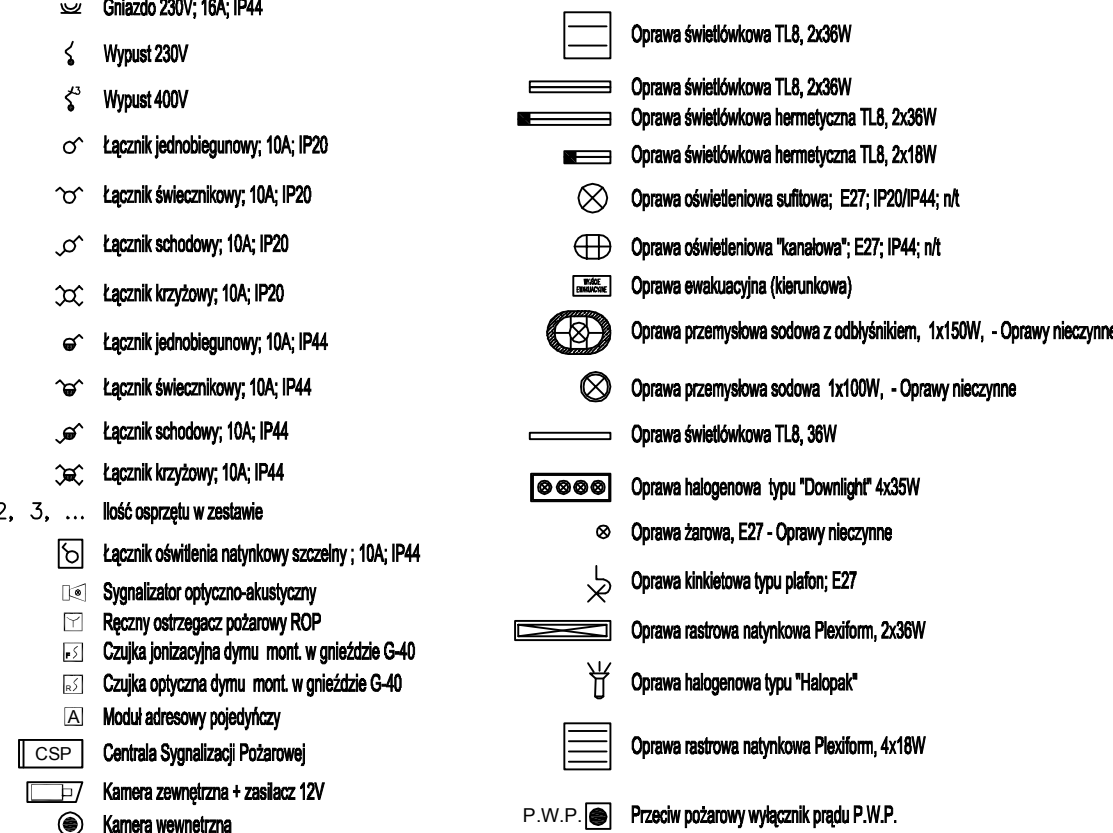 Gniazdo 230V; 16A; IP44
Wypust 230V
3
Wypust 400V
Łącznik jednobiegunowy; 10A; IP20
Łącznik świecznikowy; 10A; IP20
Łącznik schodowy; 10A; IP20
Łącznik krzyżowy; 10A; IP20
Łącznik jednobiegunowy; 10A; IP44
Łącznik świecznikowy; 10A; IP44
Łącznik schodowy; 10A; IP44
Łącznik krzyżowy; 10A; IP44
2, 3, ... Ilość osprzętu w zestawie
Łącznik oświtlenia natynkowy szczelny ; 10A; IP44
Sygnalizator optyczno-akustyczny
Ręczny ostrzegacz pożarowy ROP
Czujka jonizacyjna dymu mont. w gnieździe G-40
R Czujka optyczna dymu mont. w gnieździe G-40
A Moduł adresowy pojedyńczy
CSP Centrala Sygnalizacji Pożarowej
Kamera zewnętrzna + zasilacz 12V
Kamera wewnętrzna
Oprawa świetlówkowa TL8, 2x36W
Oprawa świetlówkowa TL8, 2x36W
Oprawa świetlówkowa hermetyczna TL8, 2x36W
Oprawa świetlówkowa hermetyczna TL8, 2x18W
Oprawa oświetleniowa sufitowa; E27; IP20/IP44; n/t
Oprawa oświetleniowa "kanałowa"; E27; IP44; n/t
Oprawa ewakuacyjna (kierunkowa)
Oprawa przemysłowa sodowa z odbłyśnikiem, 1x150W, - Oprawy nieczynne
Oprawa przemysłowa sodowa 1x100W, - Oprawy nieczynne
Oprawa świetlówkowa TL8, 36W
Oprawa halogenowa typu "Downlight" 4x35W
Oprawa żarowa, E27 - Oprawy nieczynne
Oprawa kinkietowa typu plafon; E27
Oprawa rastrowa natynkowa Plexiform, 2x36W
Oprawa halogenowa typu "Halopak"
Oprawa rastrowa natynkowa Plexiform, 4x18W
P.W.P. Przeciw pożarowy wyłącznik prądu P.W.P.